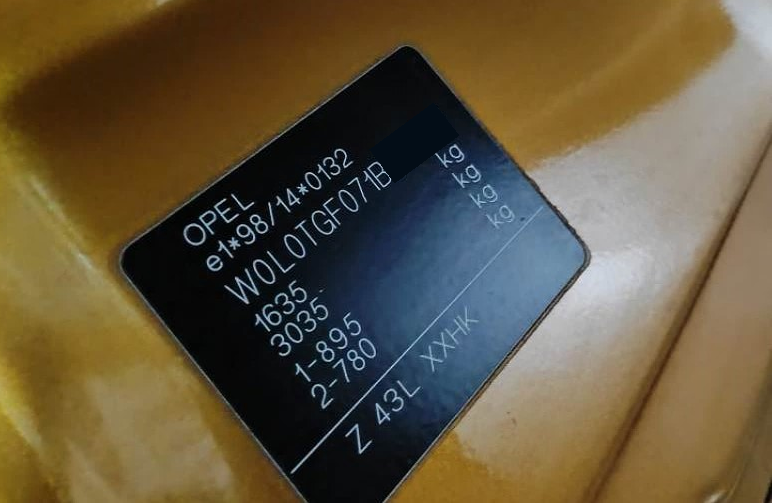 OPEL
e1*98/14*0132
W0L0TGF071B
1635 kg
3035 kg
1-895 kg
2-780 kg
Z 43L XXHK